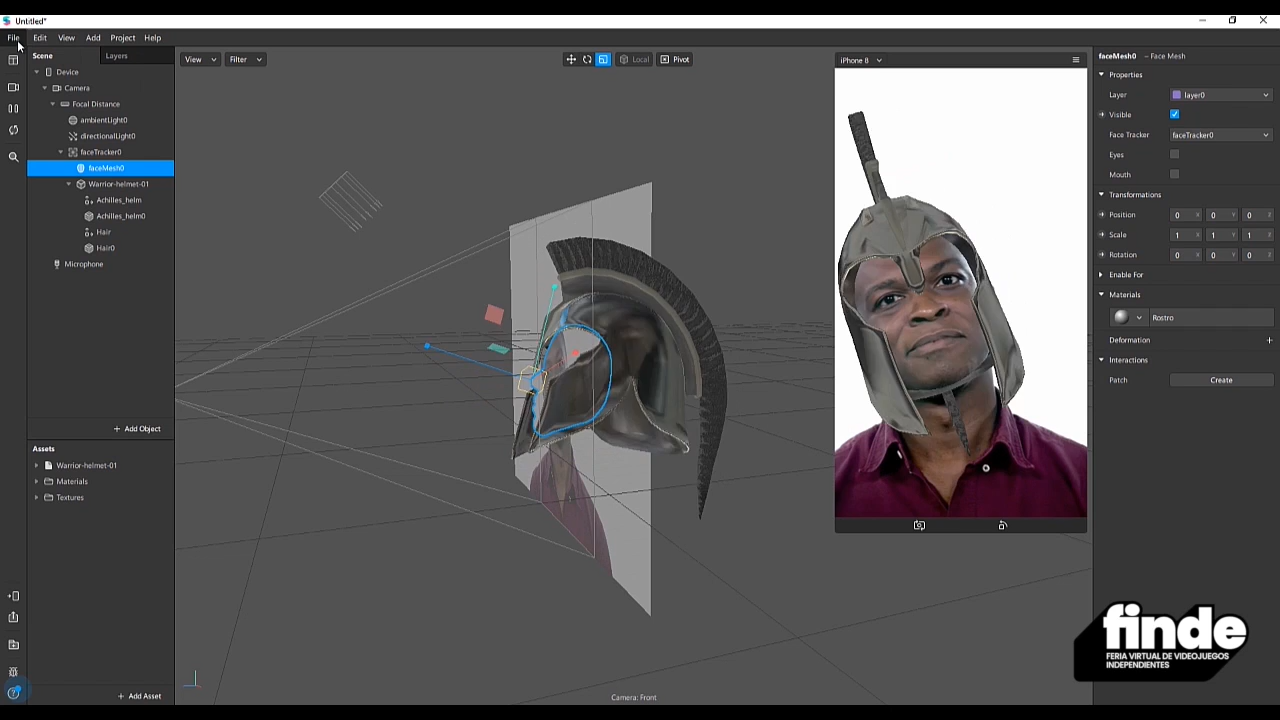 Untitled*
File Edit View Add Project Help
Scene
Layers
Device
Camera
Focal Distance
ambientLight0
directionalLight0
faceTracker0
faceMesh0
Warrior-helmet-01
Achilles_helm
Achilles_helm0
Hair
Hair0
Microphone
+ Add Object
Assets
Warrior-helmet-01
Materials
Textures
+ Add Asset
View
Filter
Local
Pivot
Camera: Front
iPhone 8
faceMesh0 – Face Mesh
Properties
Layer layer0
Visible
Face Tracker faceTracker0
Eyes
Mouth
Transformations
Position 0 X 0 Y 0 Z
Scale 1 X 1 Y 1 Z
Rotation 0 X 0 Y 0 Z
Enable For
Materials
Rostro
Deformation +
Interactions
Patch Create
finde
FERIA VIRTUAL DE VIDEOJUEGOS
INDEPENDIENTES